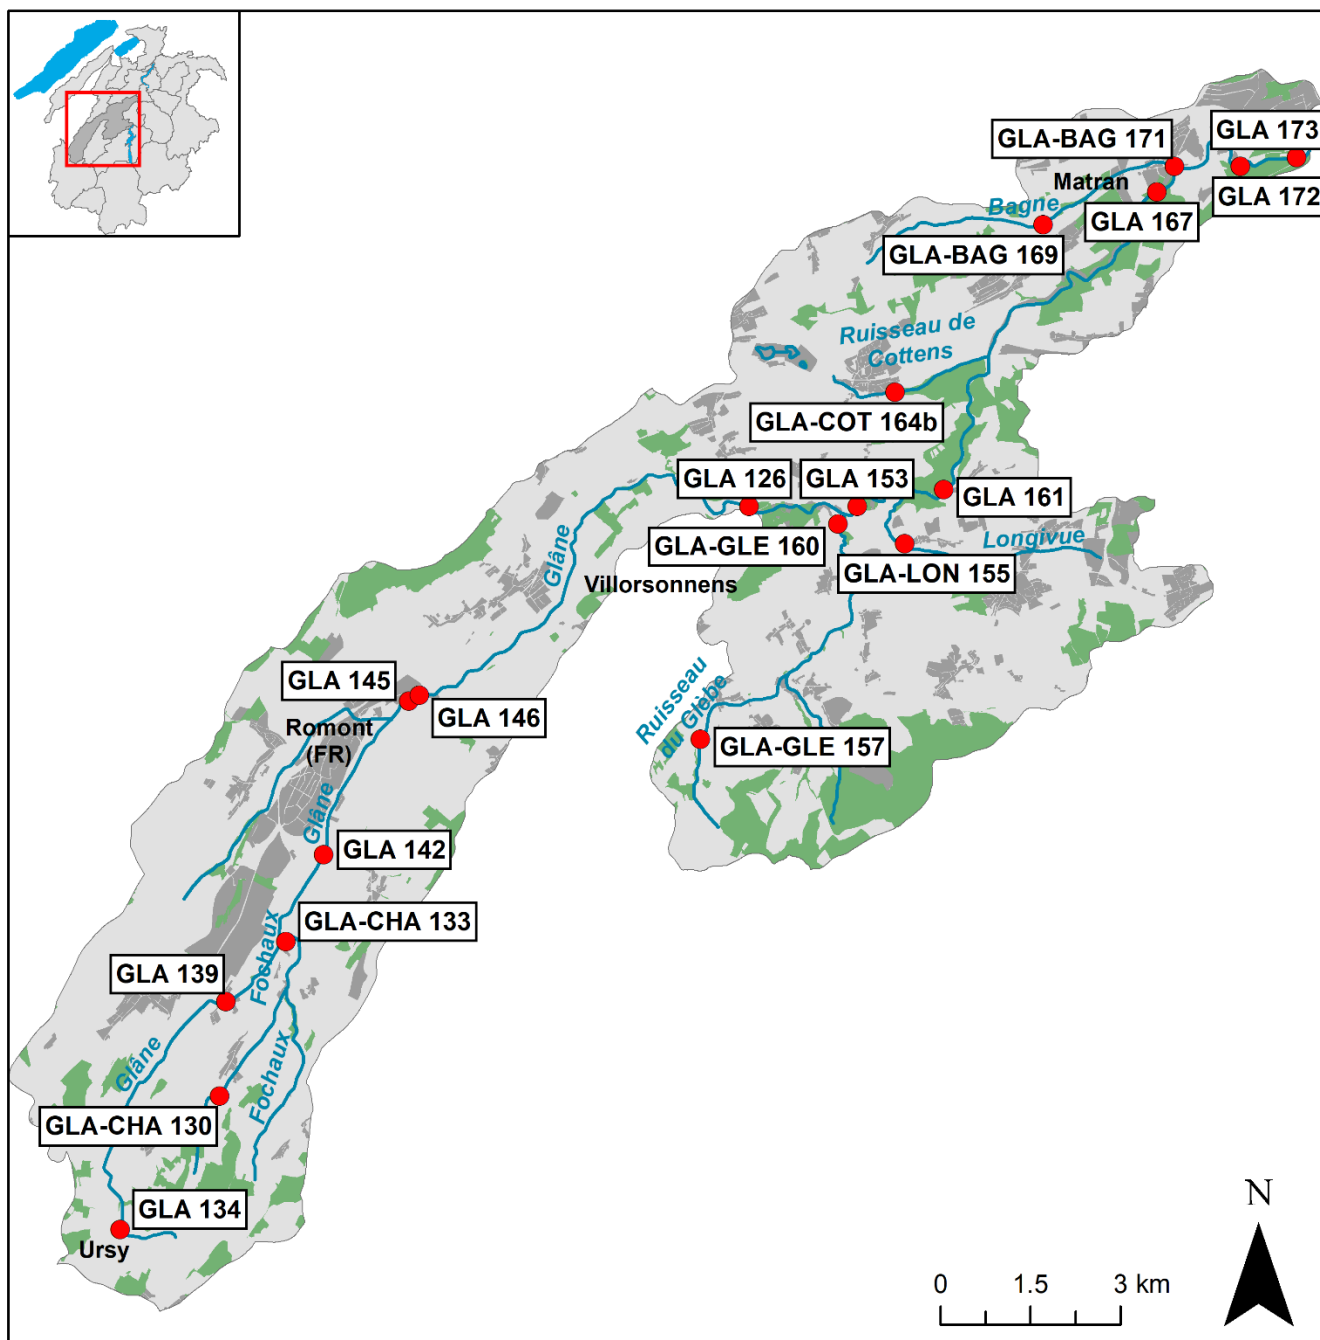 GLA-BAG 171
GLA 173
Matran
GLA 172
GLA 167
Bagne
GLA-BAG 169
Ruisseau de
Cottens
GLA-COT 164b
GLA 126
GLA 153
GLA 161
GLA-GLE 160
Longivue
GLA-LON 155
Glâne
Villorsonnens
GLA 145
GLA 146
Romont
(FR)
Ruisseau
du Glèbe
GLA-GLE 157
Glâne
GLA 142
GLA-CHA 133
Fochaux
GLA 139
Glâne
Fochaux
GLA-CHA 130
GLA 134
Ursy
N
0 1.5 3 km